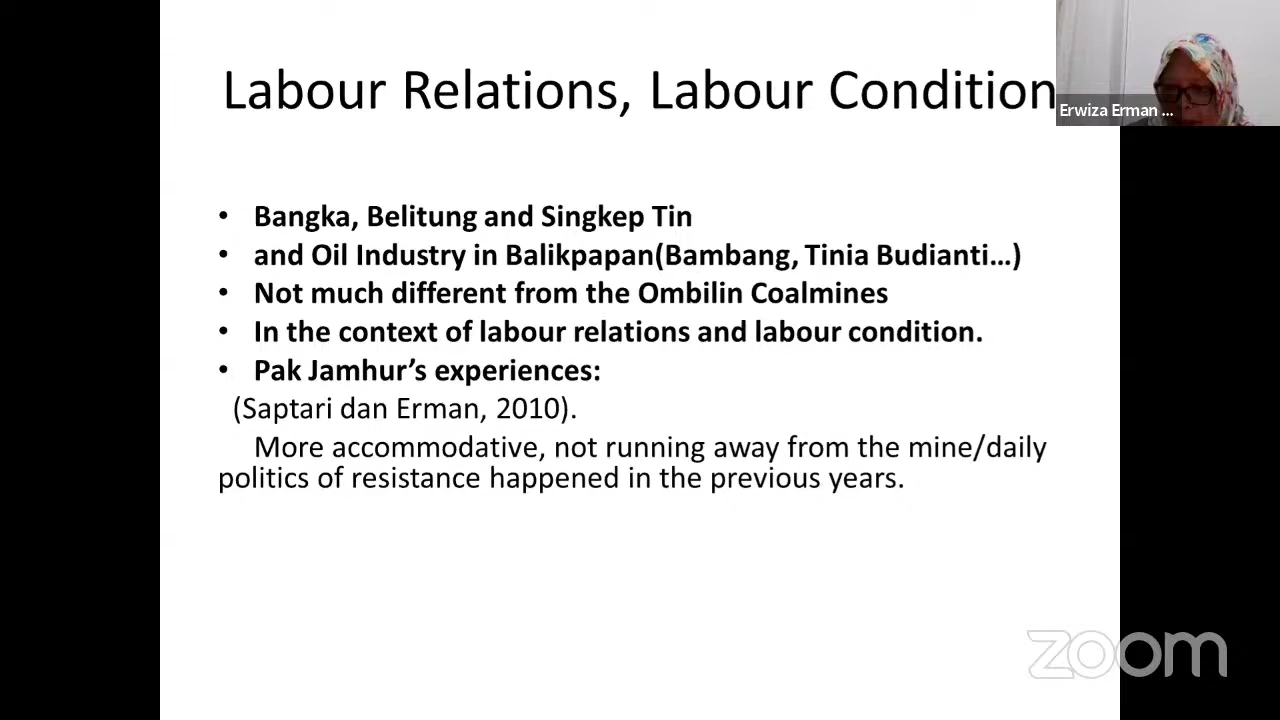 Labour Relations, Labour Condition
Erwiza Erman ...
• Bangka, Belitung and Singkep Tin
• and Oil Industry in Balikpapan(Bambang, Tinia Budianti…)
• Not much different from the Ombilin Coalmines
• In the context of labour relations and labour condition.
• Pak Jamhur’s experiences:
(Saptari dan Erman, 2010).
More accommodative, not running away from the mine/daily
politics of resistance happened in the previous years.
zoom